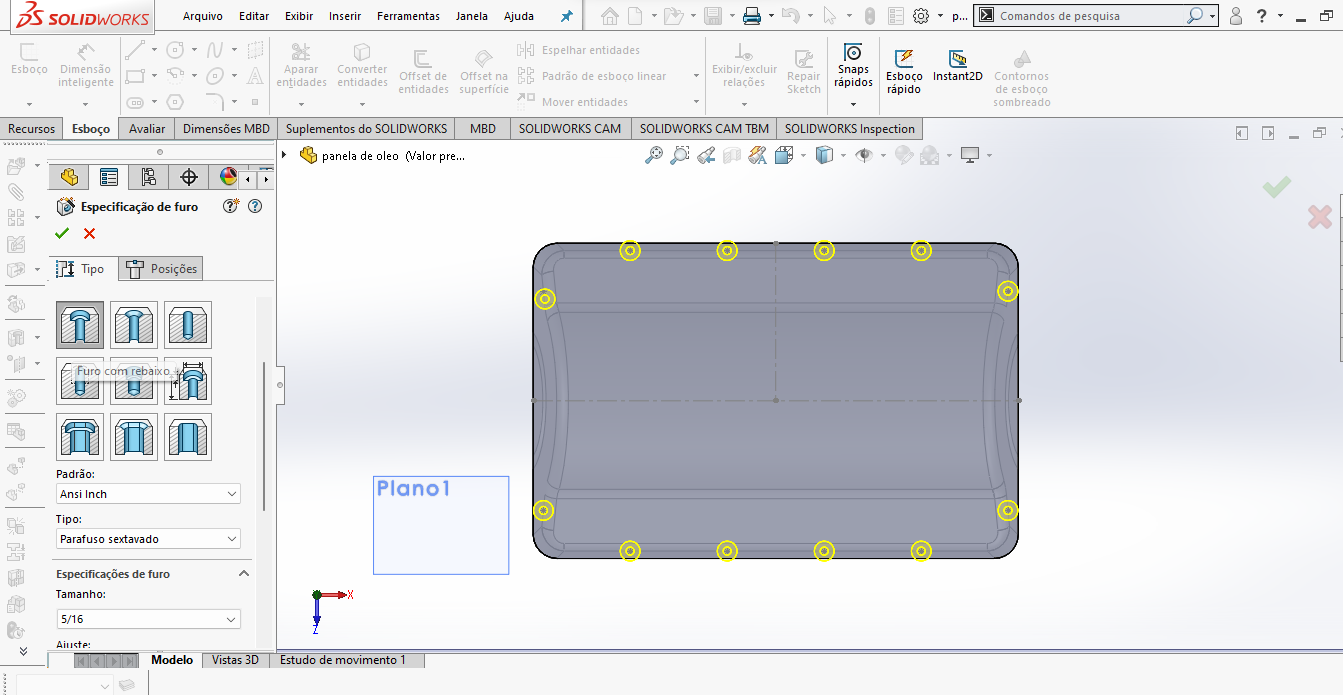 SOLIDWORKS
Arquivo Editar Exibir Inserir Ferramentas Janela Ajuda
p...
Comandos de pesquisa
?
Esboço
Dimensão inteligente
Aparar entidades
Converter entidades
Offset de entidades
Offset na superfície
Espelhar entidades
Padrão de esboço linear
Mover entidades
Exibir/excluir relações
Repair Sketch
Snaps rápidos
Esboço rápido
Instant2D
Contornos de esboço sombreado
Recursos Esboço Avaliar Dimensões MBD Suplementos do SOLIDWORKS MBD SOLIDWORKS CAM SOLIDWORKS CAM TBM SOLIDWORKS Inspection
panela de oleo (Valor pre...
Especificação de furo
Tipo Posições
Furo com rebaixo
Padrão:
Ansi Inch
Tipo:
Parafuso sextavado
Especificações de furo
Tamanho:
5/16
Ajuste:
Plano1
X
Z
Modelo Vistas 3D Estudo de movimento 1